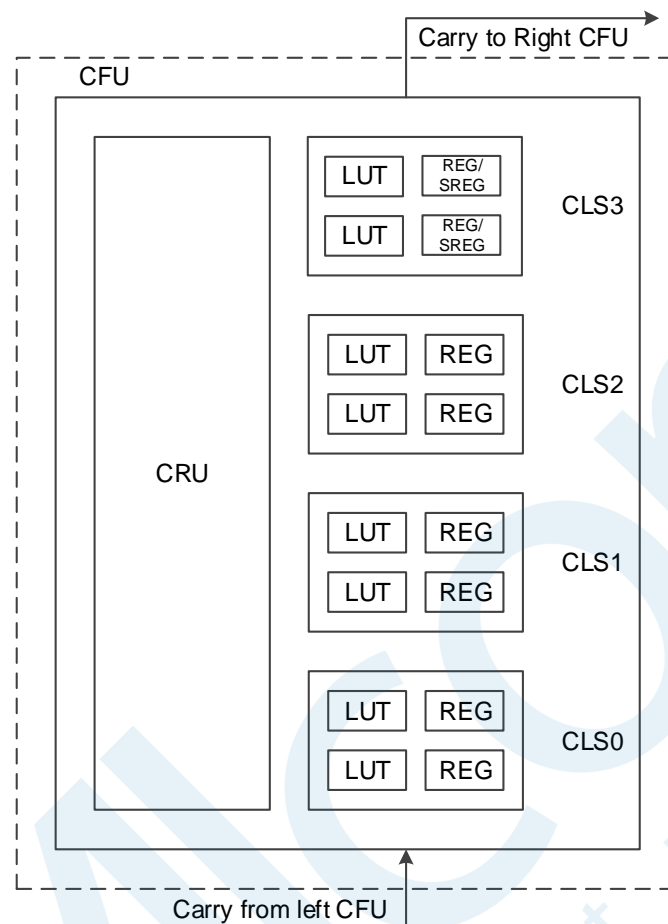 Carry to Right CFU
CFU
CRU
LUT
REG/
SREG
LUT
REG/
SREG
CLS3
LUT
REG
LUT
REG
CLS2
LUT
REG
LUT
REG
CLS1
LUT
REG
LUT
REG
CLS0
Carry from left CFU